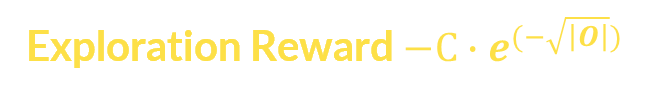 Exploration Reward −C · e^(−√|O|)